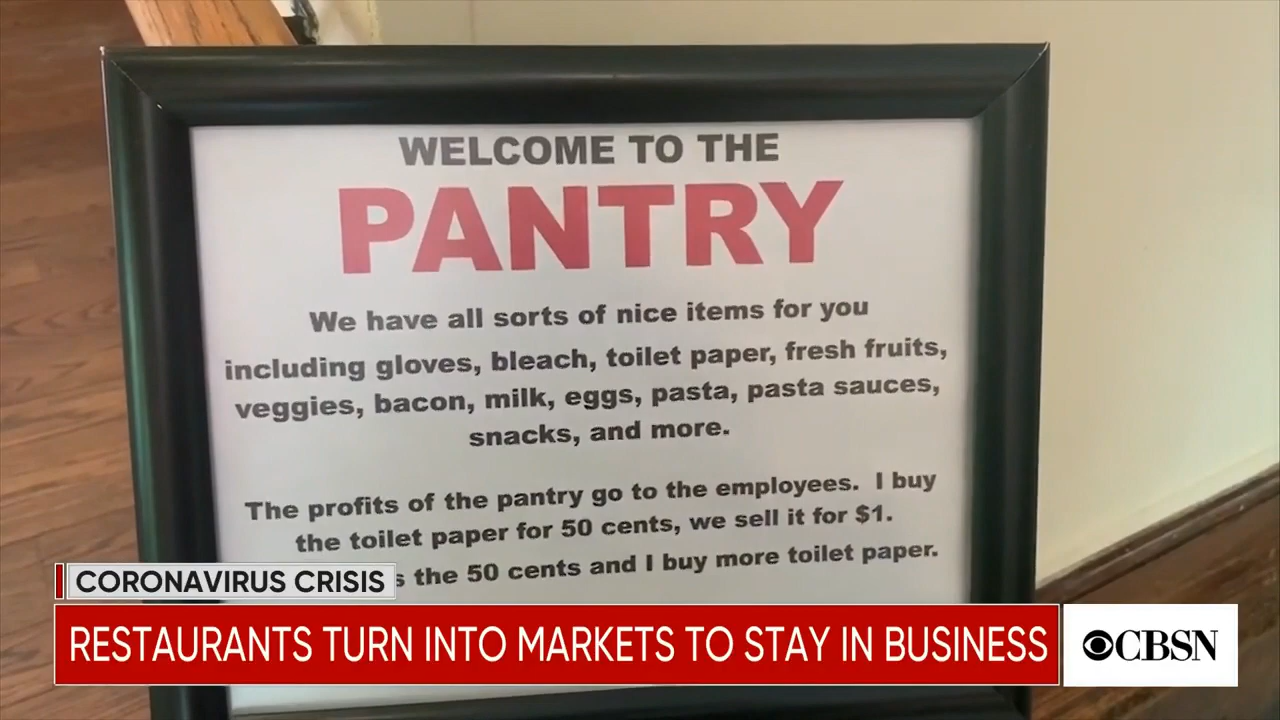 WELCOME TO THE
PANTRY
We have all sorts of nice items for you
including gloves, bleach, toilet paper, fresh fruits,
veggies, bacon, milk, eggs, pasta, pasta sauces,
snacks, and more.
The profits of the pantry go to the employees. I buy
the toilet paper for 50 cents, we sell it for $1.
the 50 cents and I buy more toilet paper.
CORONAVIRUS CRISIS
RESTAURANTS TURN INTO MARKETS TO STAY IN BUSINESS
CBSN